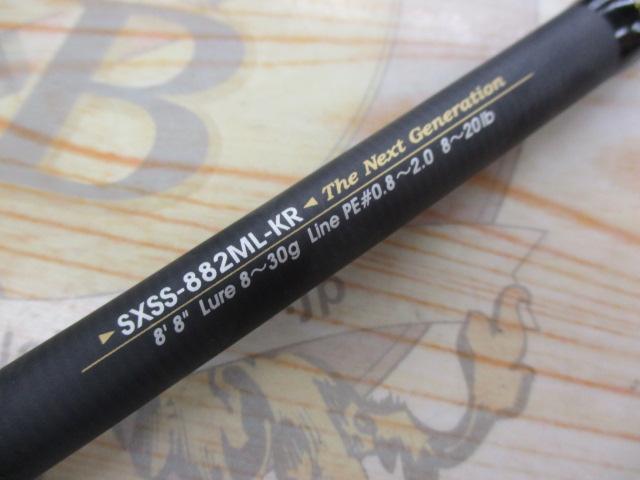 SXSS-882ML-KR The Next Generation
8' 8" Lure 8~30g Line PE#0.8~2.0 8~20lb
B
jp